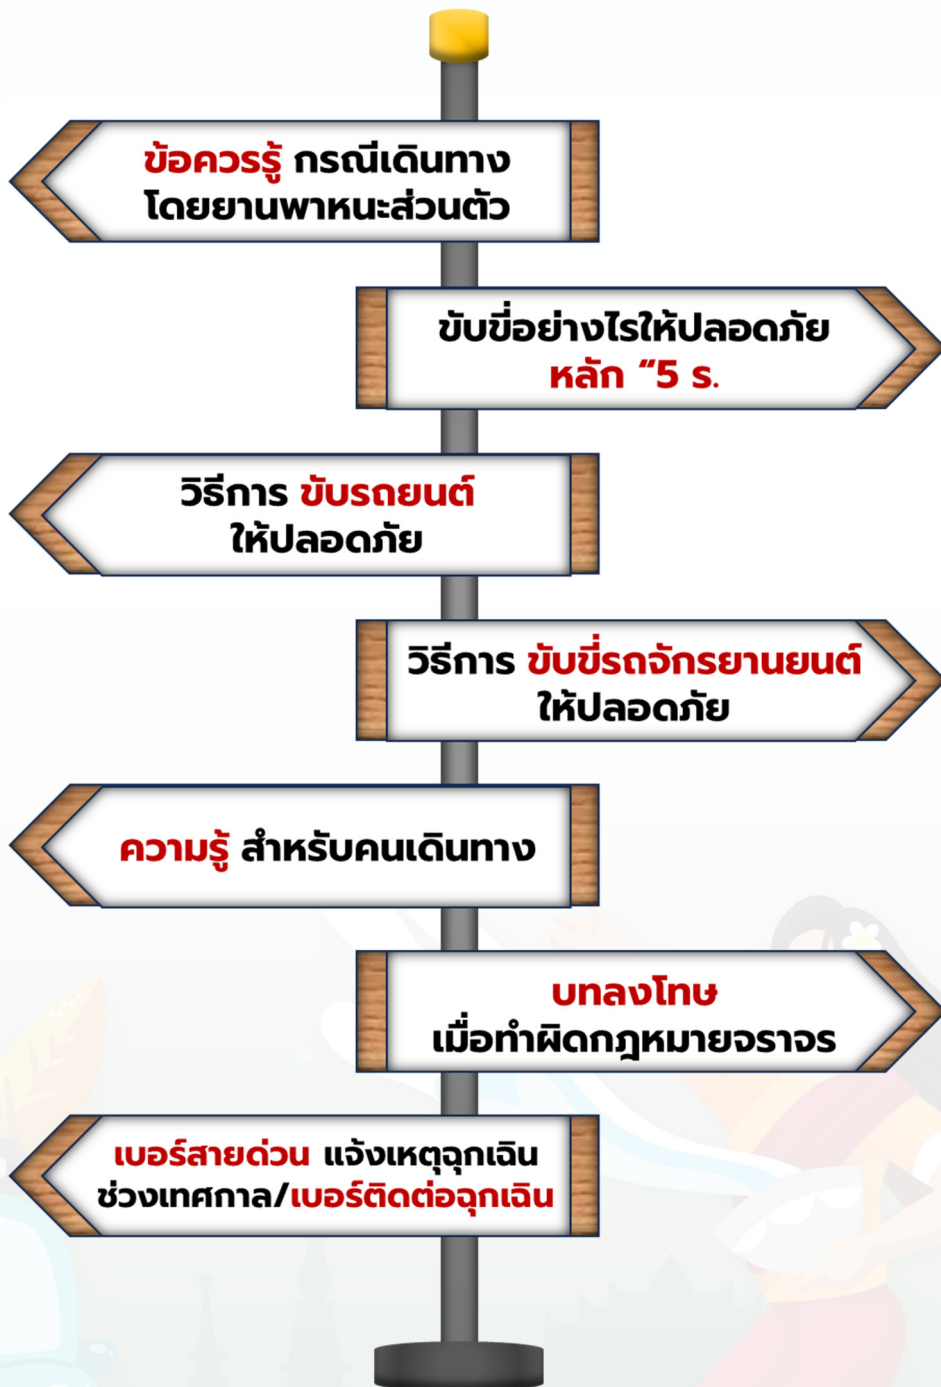 ข้อควรรู้ กรณีเดินทาง
โดยยานพาหนะส่วนตัว
ขับขี่อย่างไรให้ปลอดภัย
หลัก “5 ร.
วิธีการ ขับรถยนต์
ให้ปลอดภัย
วิธีการ ขับขี่รถจักรยานยนต์
ให้ปลอดภัย
ความรู้ สำหรับคนเดินทาง
บทลงโทษ
เมื่อทำผิดกฎหมายจราจร
เบอร์สายด่วน แจ้งเหตุฉุกเฉิน
ช่วงเทศกาล/เบอร์ติดต่อฉุกเฉิน